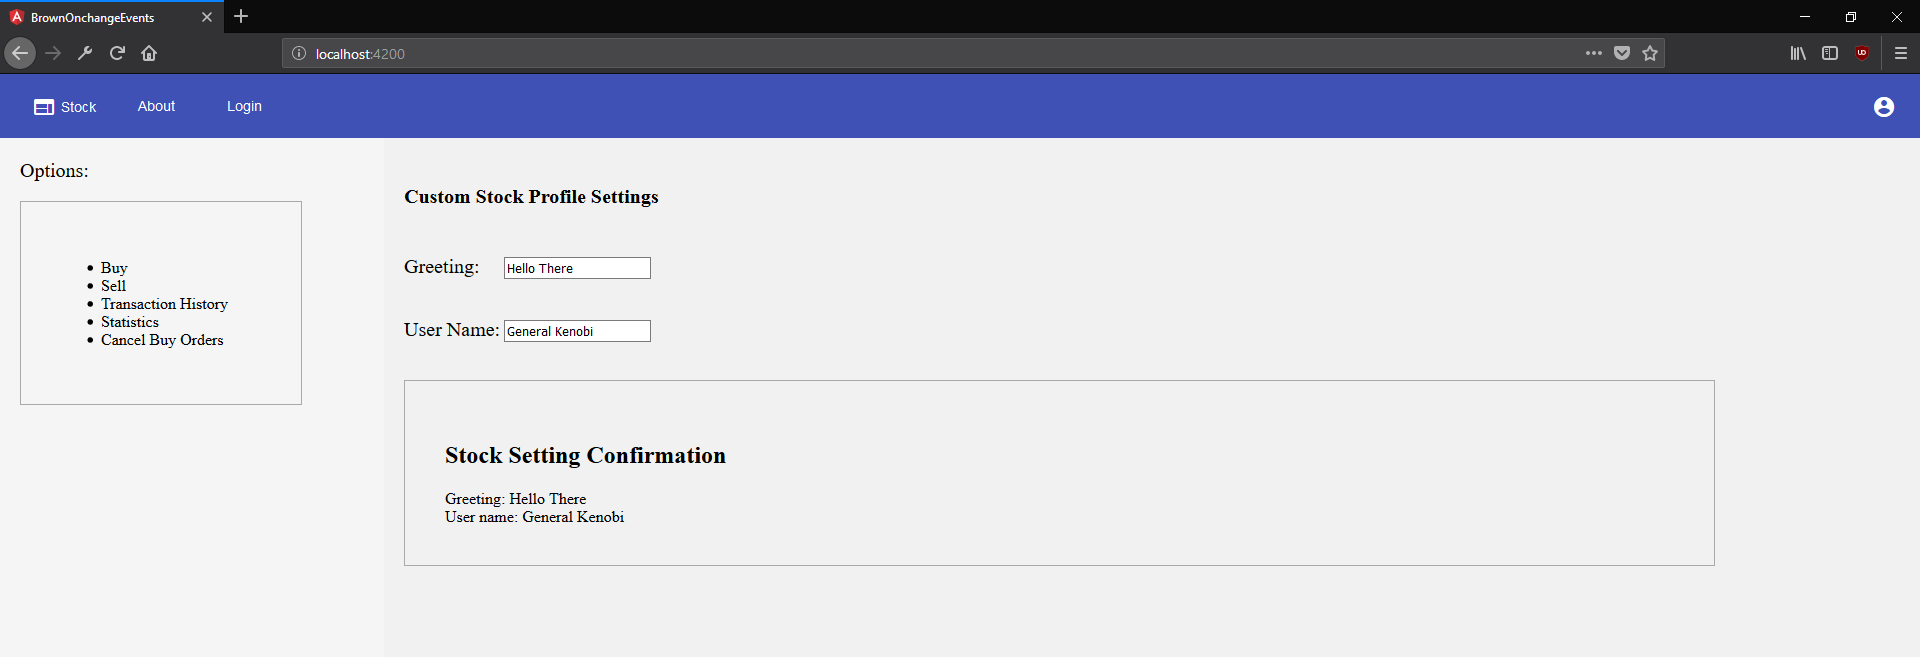 BrownOnchangeEvents
localhost:4200
Stock About Login
Options:
Buy
Sell
Transaction History
Statistics
Cancel Buy Orders
Custom Stock Profile Settings
Greeting: Hello There
User Name: General Kenobi
Stock Setting Confirmation
Greeting: Hello There
User name: General Kenobi